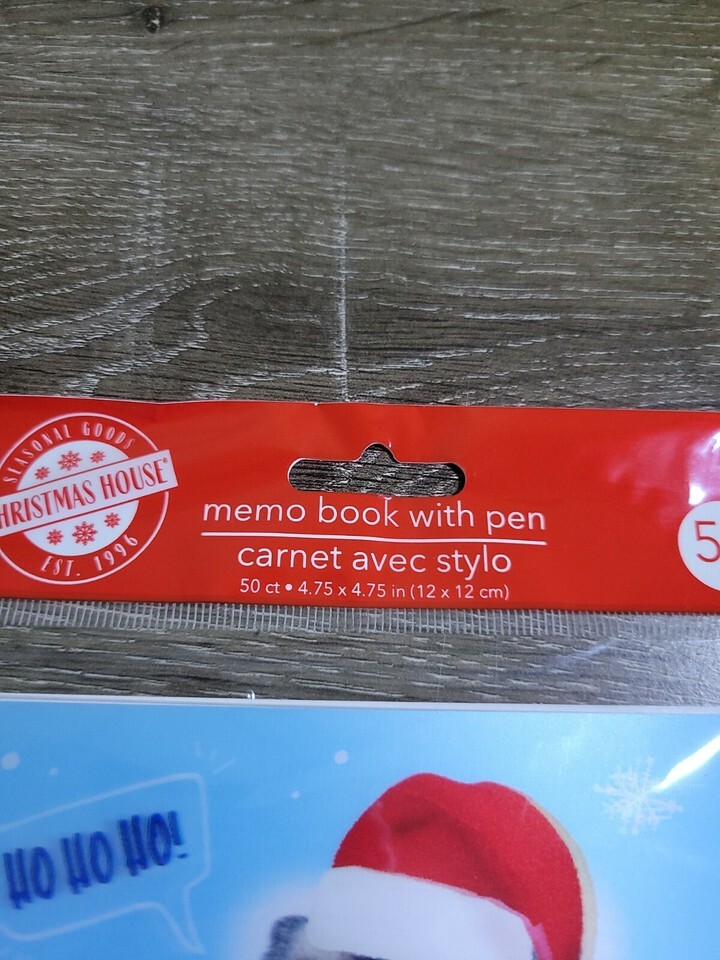 SEASONAL GOODS
HRISTMAS HOUSE®
EST. 1996
memo book with pen
carnet avec stylo
50 ct • 4.75 x 4.75 in (12 x 12 cm)
5
HO HO HO!